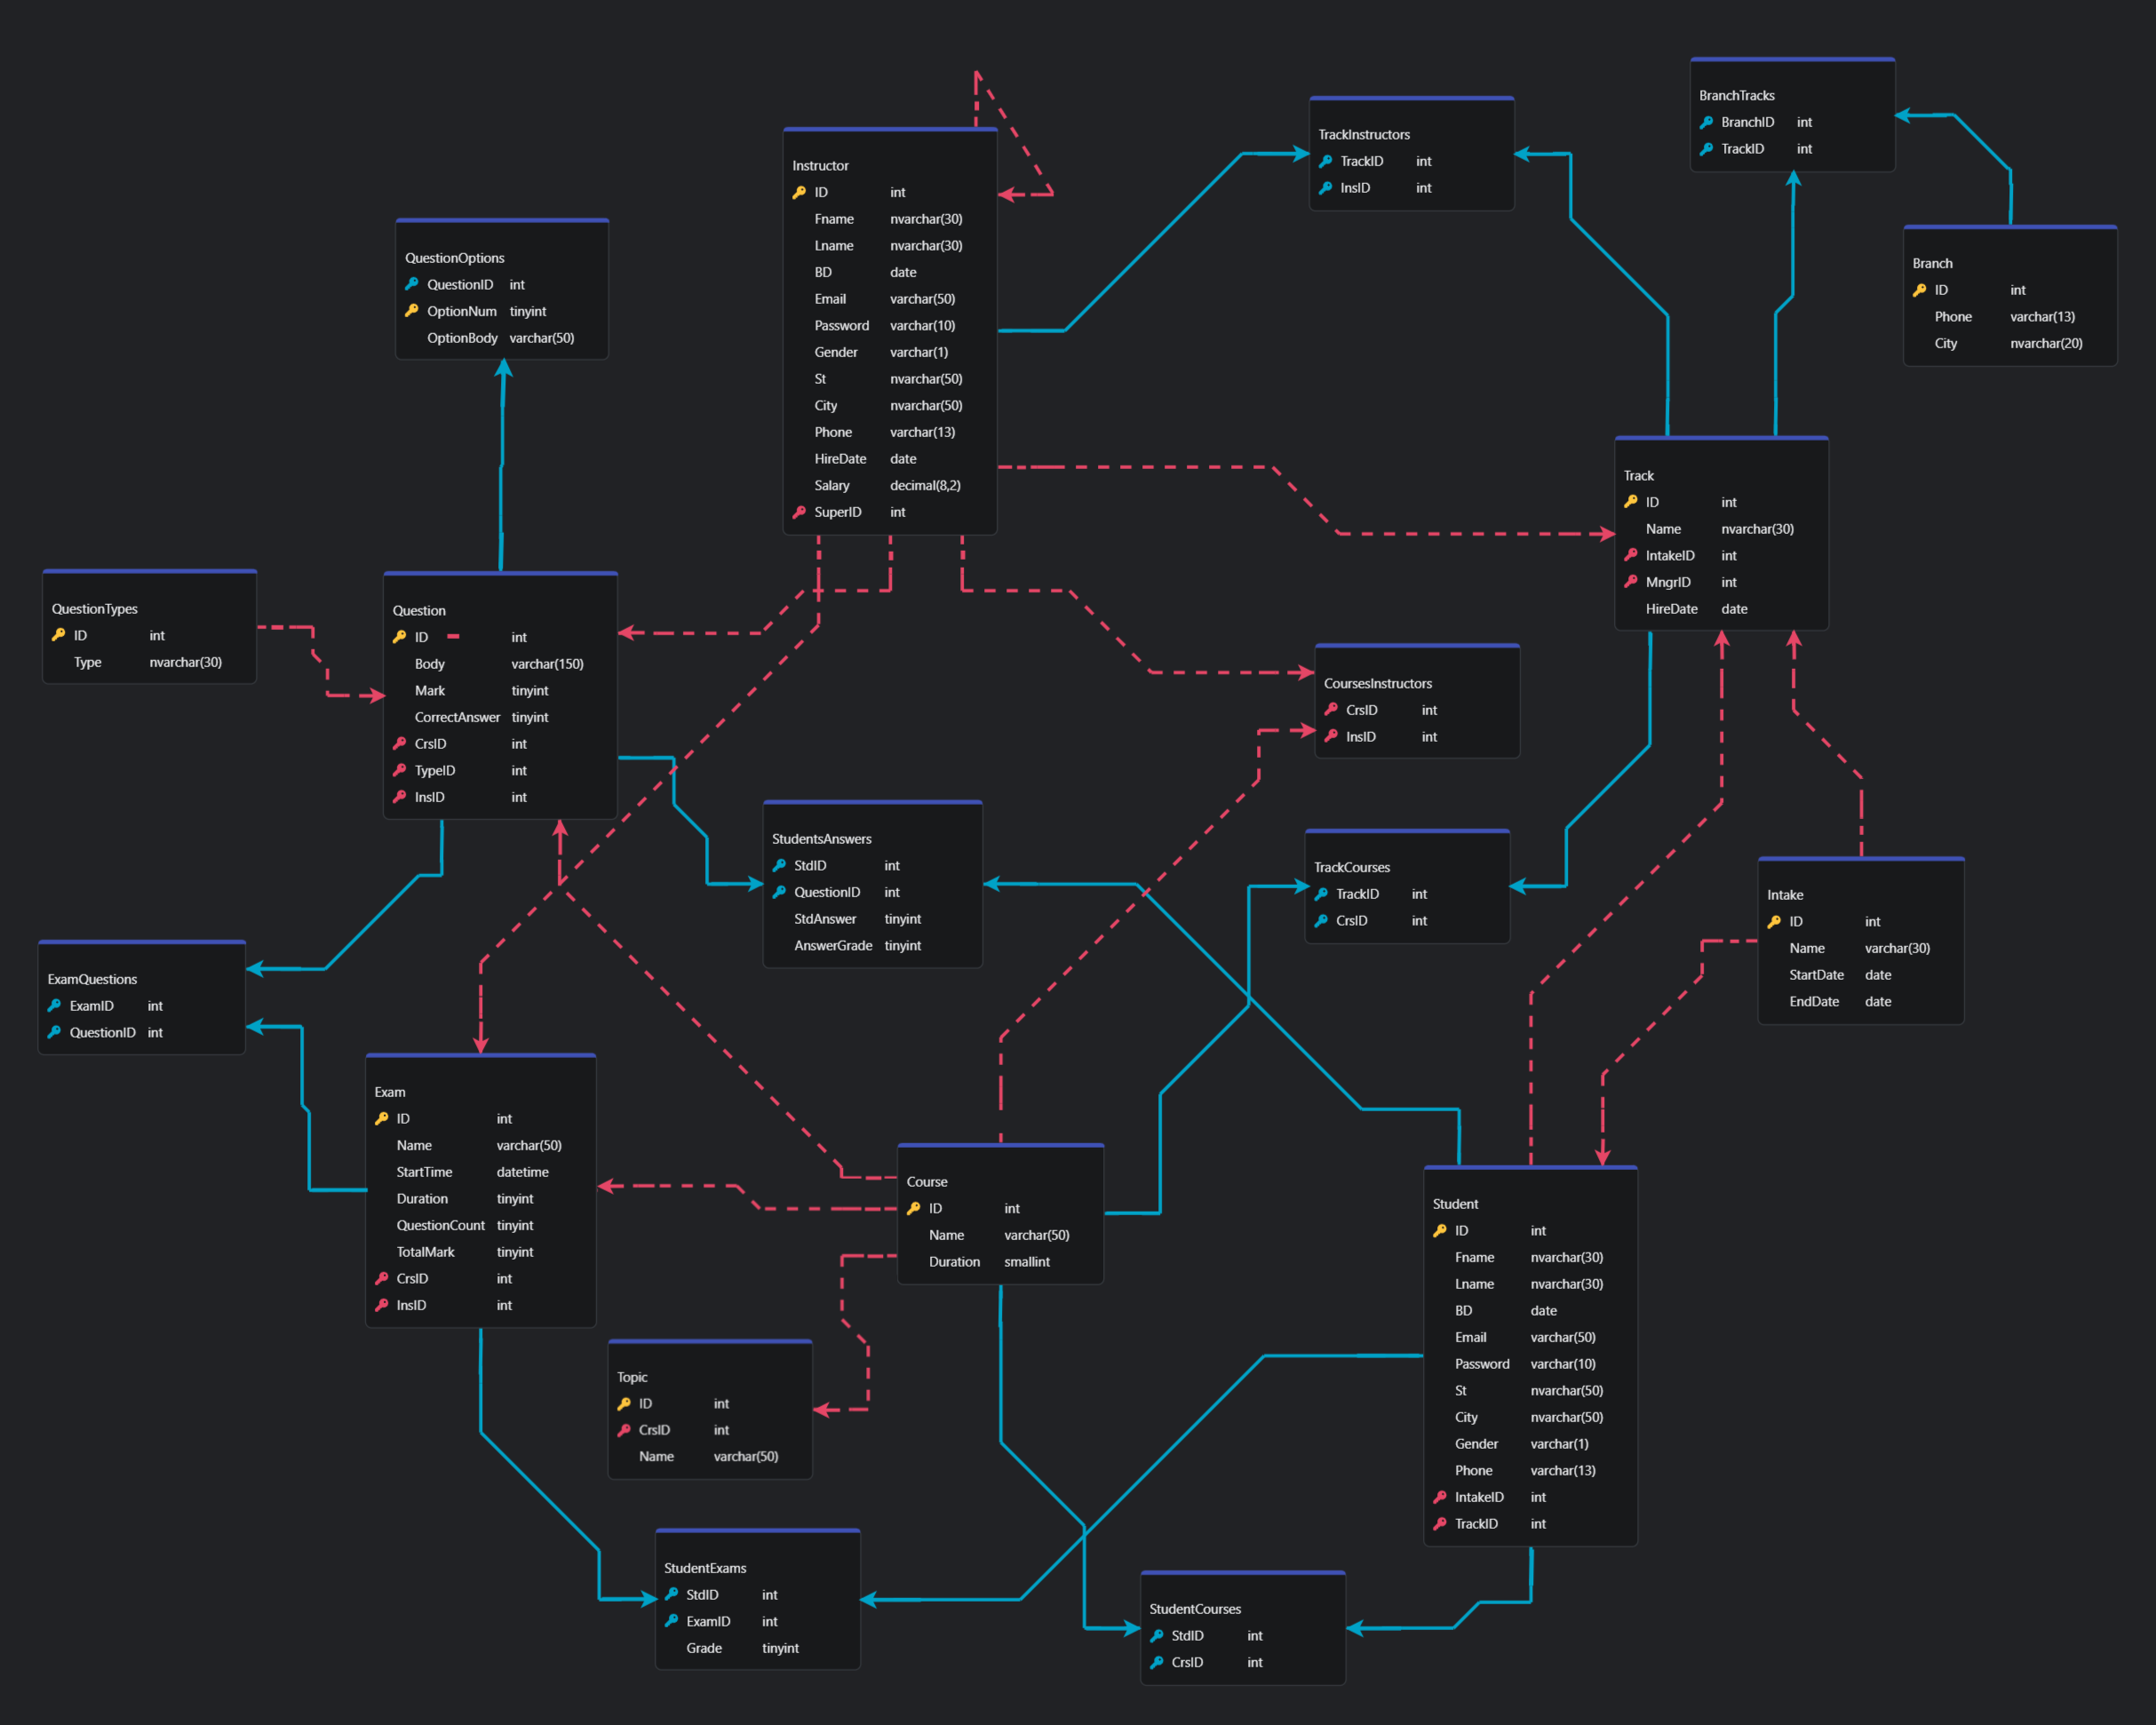 BranchTracks
BranchID int
TrackID int
TrackInstructors
TrackID int
InsID int
Instructor
ID int
Fname nvarchar(30)
Lname nvarchar(30)
BD date
Email varchar(50)
Password varchar(10)
Gender varchar(1)
St nvarchar(50)
City nvarchar(50)
Phone varchar(13)
HireDate date
Salary decimal(8,2)
SuperID int
QuestionOptions
QuestionID int
OptionNum tinyint
OptionBody varchar(50)
Branch
ID int
Phone varchar(13)
City nvarchar(20)
Track
ID int
Name nvarchar(30)
IntakeID int
MngrID int
HireDate date
QuestionTypes
ID int
Type nvarchar(30)
Question
ID int
Body varchar(150)
Mark tinyint
CorrectAnswer tinyint
CrsID int
TypeID int
InsID int
CoursesInstructors
CrsID int
InsID int
StudentsAnswers
StdID int
QuestionID int
StdAnswer tinyint
AnswerGrade tinyint
TrackCourses
TrackID int
CrsID int
Intake
ID int
Name varchar(30)
StartDate date
EndDate date
ExamQuestions
ExamID int
QuestionID int
Exam
ID int
Name varchar(50)
StartTime datetime
Duration tinyint
QuestionCount tinyint
TotalMark tinyint
CrsID int
InsID int
Course
ID int
Name varchar(50)
Duration smallint
Student
ID int
Fname nvarchar(30)
Lname nvarchar(30)
BD date
Email varchar(50)
Password varchar(10)
St nvarchar(50)
City nvarchar(50)
Gender varchar(1)
Phone varchar(13)
IntakeID int
TrackID int
Topic
ID int
CrsID int
Name varchar(50)
StudentExams
StdID int
ExamID int
Grade tinyint
StudentCourses
StdID int
CrsID int